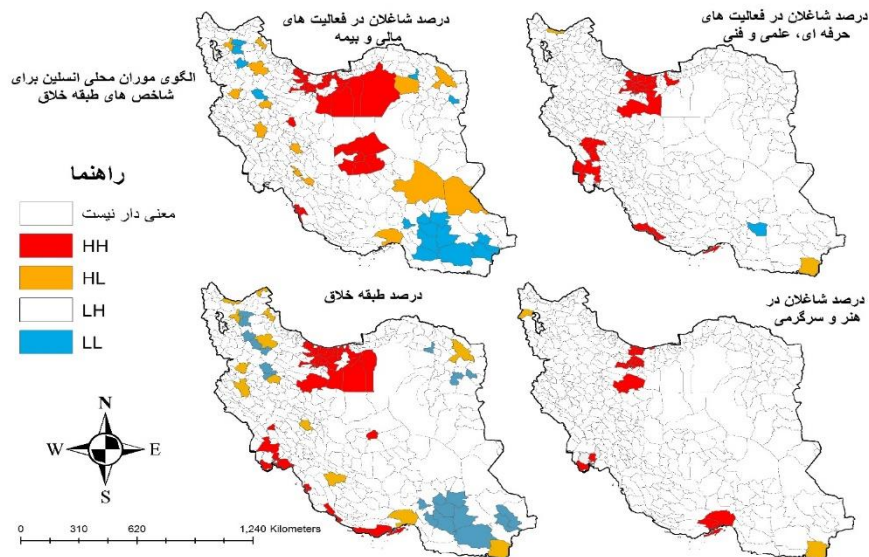 درصد شاغلان در فعالیت های
حرفه ای، علمی و فنی
درصد شاغلان در فعالیت های
مالی و بیمه
الگوی موران محلی انسلین برای
شاخص های طبقه خلاق
راهنما
معنی دار نیست
HH
HL
LH
LL
درصد طبقه خلاق
درصد شاغلان در
هنر و سرگرمی
N
W
E
S
0 310 620 1,240 Kilometers